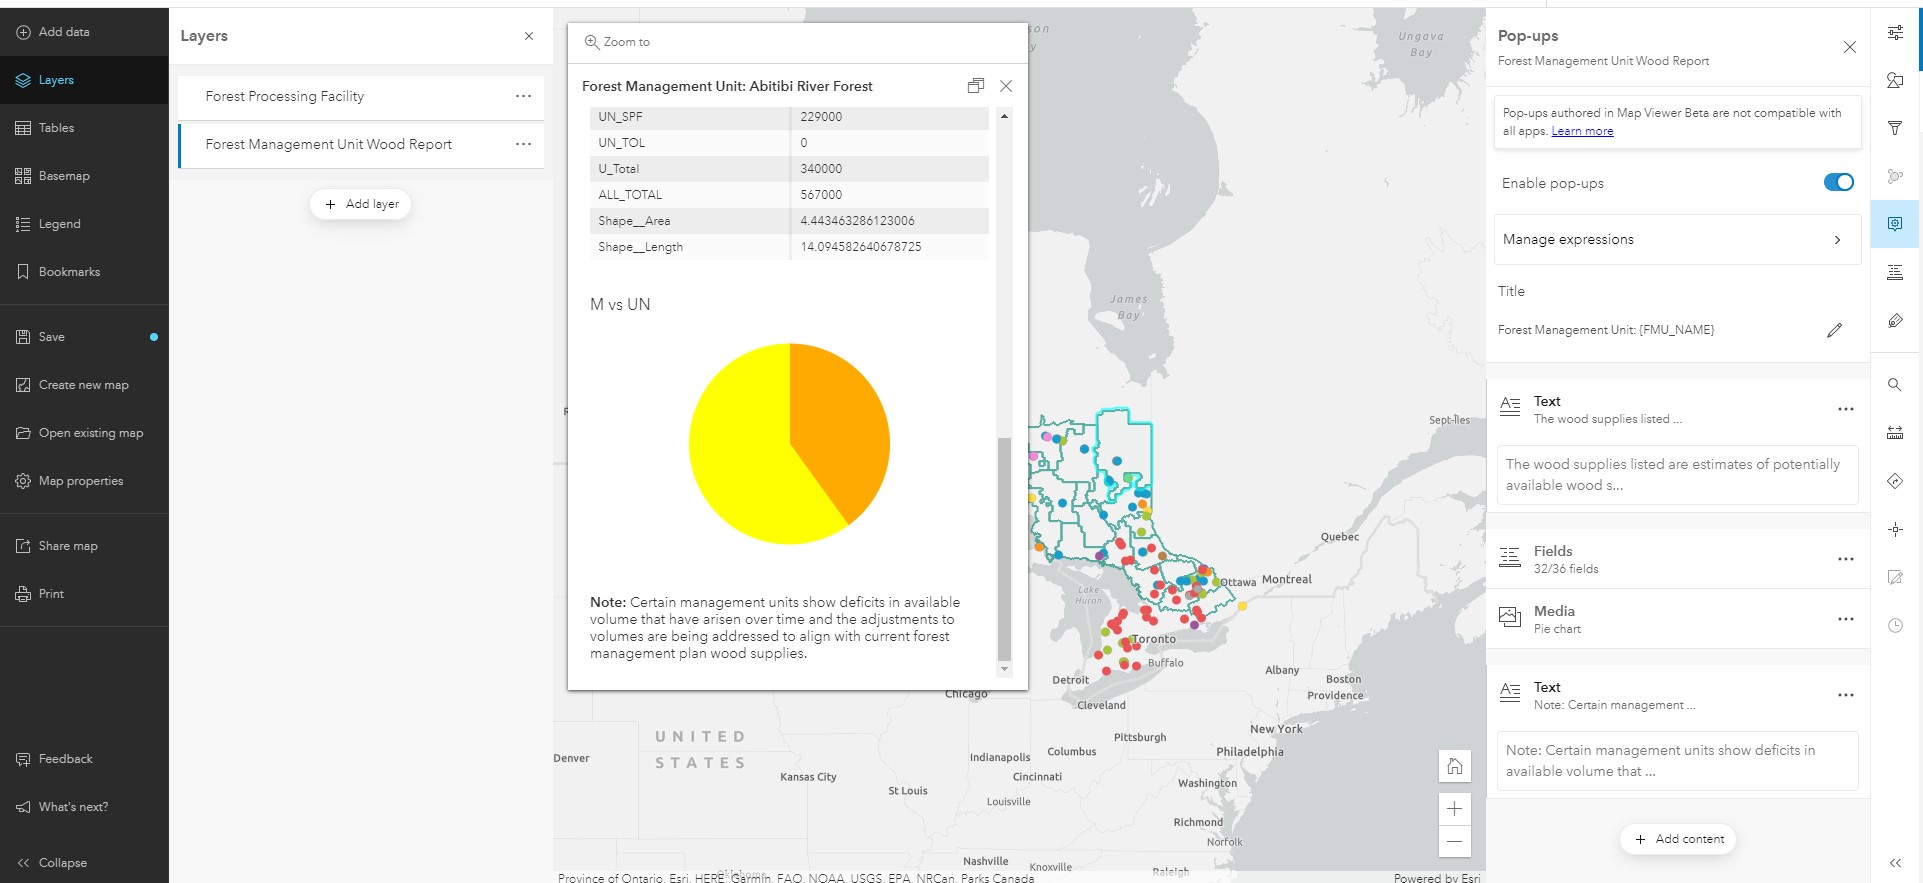 Add data
Layers
Tables
Basemap
Legend
Bookmarks
Save
Create new map
Open existing map
Map properties
Share map
Print
Feedback
What's next?
Collapse
Layers
Forest Processing Facility
Forest Management Unit Wood Report
Add layer
Zoom to
Forest Management Unit: Abitibi River Forest
UN_SPF 229000
UN_TOL 0
U_Total 340000
ALL_TOTAL 567000
Shape__Area 4.443463286123006
Shape__Length 14.094582640678725
M vs UN
Note: Certain management units show deficits in available
volume that have arisen over time and the adjustments to
volumes are being addressed to align with current forest
management plan wood supplies.
Ungava
Bay
James
Bay
Sept-Îles
Quebec
Ottawa
Montreal
Lake
Huron
Toronto
Buffalo
Albany
Boston
Detroit
Providence
Chicago
Cleveland
New York
UNITED
STATES
Pittsburgh
Philadelphia
Denver
Indianapolis
Columbus
Kansas City
Cincinnati
Washington
St Louis
Louisville
Richmond
Norfolk
Nashville
Knoxville
Raleigh
Oklahoma
Province of Ontario, Esri, HERE, Garmin, FAO, NOAA, USGS, EPA, NRCan, Parks Canada
Powered by Esri
Pop-ups
Forest Management Unit Wood Report
Pop-ups authored in Map Viewer Beta are not compatible with
all apps. Learn more
Enable pop-ups
Manage expressions
Title
Forest Management Unit: {FMU_NAME}
Text
The wood supplies listed ...
The wood supplies listed are estimates of potentially
available wood s...
Fields
32/36 fields
Media
Pie chart
Text
Note: Certain management ...
Note: Certain management units show deficits in
available volume that ...
Add content